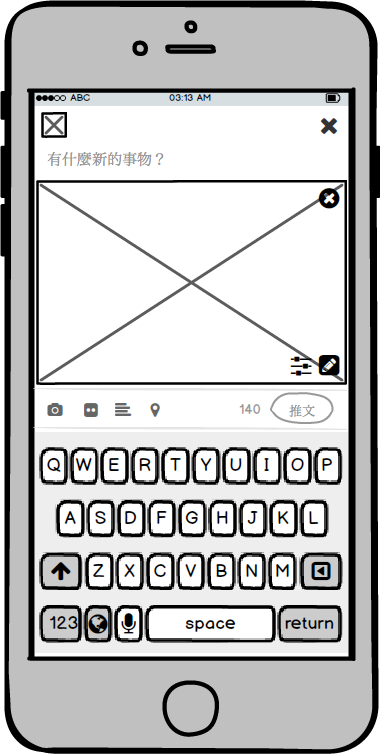 ABC 03:13 AM
有什麼新的事物？
140 推文
Q W E R T Y U I O P
A S D F G H J K L
Z X C V B N M
123 space return